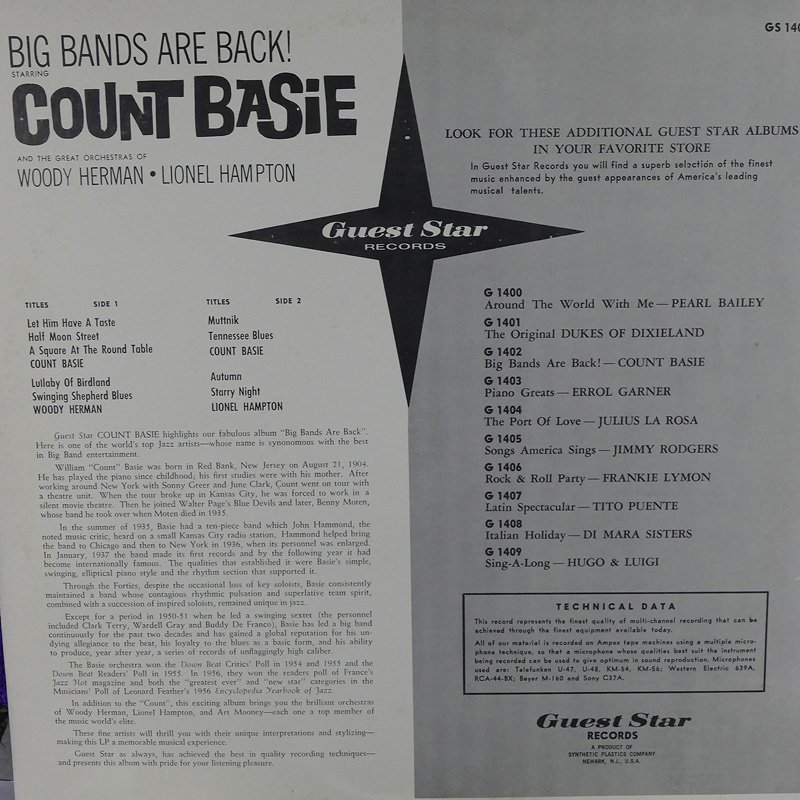 BIG BANDS ARE BACK!
STARRING
COUNT BASIE
AND THE GREAT ORCHESTRAS OF
WOODY HERMAN • LIONEL HAMPTON
Guest Star
RECORDS
TITLES SIDE 1
Let Him Have A Taste
Half Moon Street
A Square At The Round Table
COUNT BASIE
Lullaby Of Birdland
Swinging Shepherd Blues
WOODY HERMAN
TITLES SIDE 2
Muttnik
Tennessee Blues
COUNT BASIE
Autumn
Starry Night
LIONEL HAMPTON
Guest Star COUNT BASIE highlights our fabulous album "Big Bands Are Back".
Here is one of the world's top Jazz artists—whose name is synonomous with the best
in Big Band entertainment.
William "Count" Basie was born in Red Bank, New Jersey on August 21, 1904.
He has played the piano since childhood; his first studies were with his mother. After
working around New York with Sonny Greer and June Clark, Count went on tour with
a theatre unit. When the tour broke up in Kansas City, he was forced to work in a
silent movie theatre. Then he joined Walter Page's Blue Devils and later, Benny Moten,
whose band he took over when Moten died in 1935.
In the summer of 1935, Basie had a ten-piece band which John Hammond, the
noted music critic, heard on a small Kansas City radio station, Hammond helped bring
the band to Chicago and then to New York in 1936, when its personnel was enlarged.
In January, 1937 the band made its first records and by the following year it had
become internationally famous. The qualities that established it were Basie's simple,
swinging, elliptical piano style and the rhythm section that supported it.
Through the Forties, despite the occasional loss of key soloists, Basie consistently
maintained a band whose contagious rhythmic pulsation and superlative team spirit,
combined with a succession of inspired soloists, remained unique in jazz.
Except for a period in 1950-51 when he led a swinging sextet (the personnel
included Clark Terry, Wardell Gray and Buddy De Franco), Basie has led a big band
continuously for the past two decades and has gained a global reputation for his un-
dying allegiance to the beat, his loyalty to the blues as a basic form, and his ability
to produce, year after year, a series of records of unflaggingly high caliber.
The Basie orchestra won the Down Beat Critics' Poll in 1954 and 1955 and the
Down Beat Readers' Poll in 1955. In 1956, they won the readers poll of France's
Jazz Hot magazine and both the "greatest ever" and "new star" categories in the
Musicians' Poll of Leonard Feather's 1956 Encyclopedia Yearbook of Jazz.
In addition to the "Count", this exciting album brings you the brilliant orchestras
of Woody Herman, Lionel Hampton, and Art Mooney—each one a top member of
the music world's elite.
These fine artists will thrill you with their unique interpretations and stylizing—
making this LP a memorable musical experience.
Guest Star as always, has achieved the best in quality recording techniques—
and presents this album with pride for your listening pleasure.
GS 140
LOOK FOR THESE ADDITIONAL GUEST STAR ALBUMS
IN YOUR FAVORITE STORE
In Guest Star Records you will find a superb selection of the finest
music enhanced by the guest appearances of America's leading
musical talents.
G 1400
Around The World With Me — PEARL BAILEY
G 1401
The Original DUKES OF DIXIELAND
G 1402
Big Bands Are Back! — COUNT BASIE
G 1403
Piano Greats — ERROL GARNER
G 1404
The Port Of Love — JULIUS LA ROSA
G 1405
Songs America Sings — JIMMY RODGERS
G 1406
Rock & Roll Party — FRANKIE LYMON
G 1407
Latin Spectacular — TITO PUENTE
G 1408
Italian Holiday — DI MARA SISTERS
G 1409
Sing-A-Long — HUGO & LUIGI
TECHNICAL DATA
This record represents the finest quality of multi-channel recording that can be
achieved through the finest equipment available today.
All of our material is recorded on Ampex tape machines using a multiple micro-
phone technique, so that a microphone whose qualities best suit the instrument
being recorded can be used to give optimum in sound reproduction. Microphones
used are: Telefunken U-47, U-48, KM-54, KM-56; Western Electric 639A,
RCA-44-BX; Beyer M-160 and Sony C37A.
Guest Star
RECORDS
A PRODUCT OF
SYNTHETIC PLASTICS COMPANY
NEWARK, N.J., U.S.A.